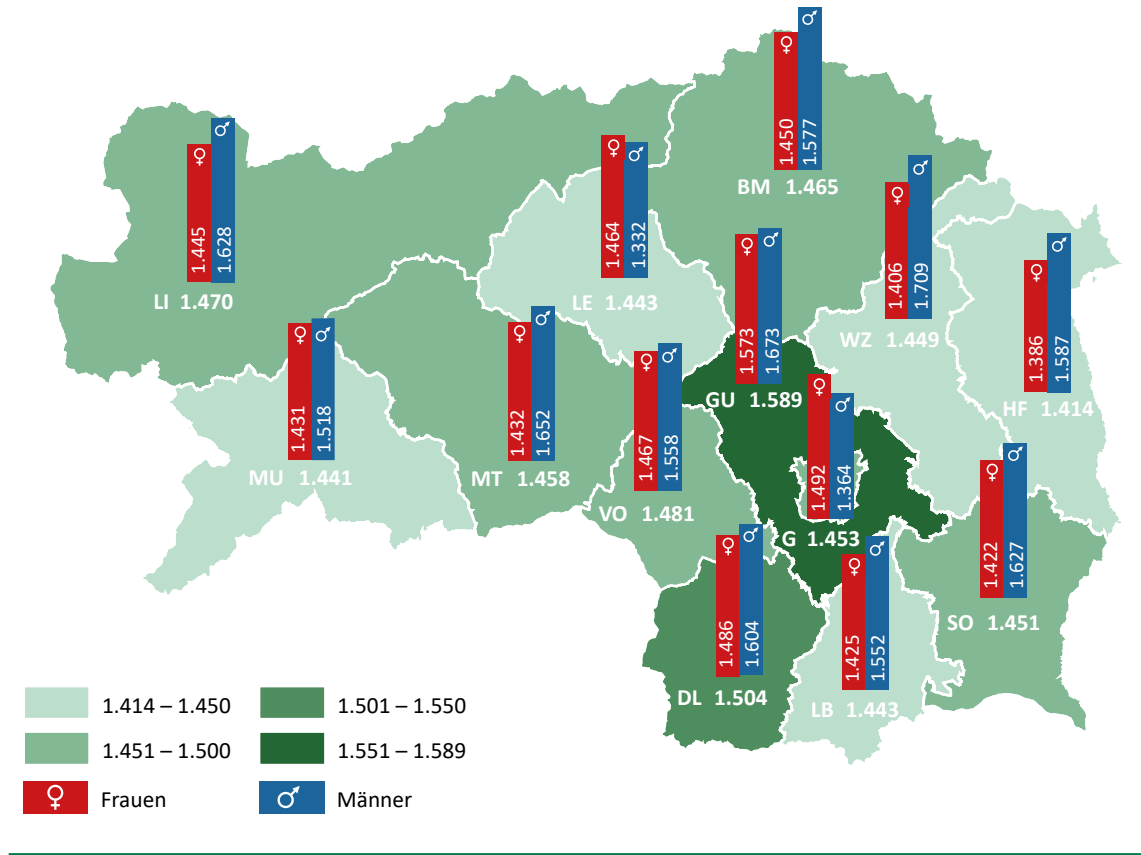 ♀ ♂
1.450 1.577
BM 1.465
♀ ♂
1.445 1.628
LI 1.470
♀ ♂
1.464 1.332
LE 1.443
♀ ♂
1.406 1.709
WZ 1.449
♀ ♂
1.573 1.673
GU 1.589
♀ ♂
1.386 1.587
HF 1.414
♀ ♂
1.431 1.518
MU 1.441
♀ ♂
1.432 1.652
MT 1.458
♀ ♂
1.467 1.558
VO 1.481
♀ ♂
1.492 1.364
G 1.453
♀ ♂
1.422 1.627
SO 1.451
♀ ♂
1.486 1.604
DL 1.504
♀ ♂
1.425 1.552
LB 1.443
1.414 – 1.450
1.451 – 1.500
1.501 – 1.550
1.551 – 1.589
♀ Frauen
♂ Männer